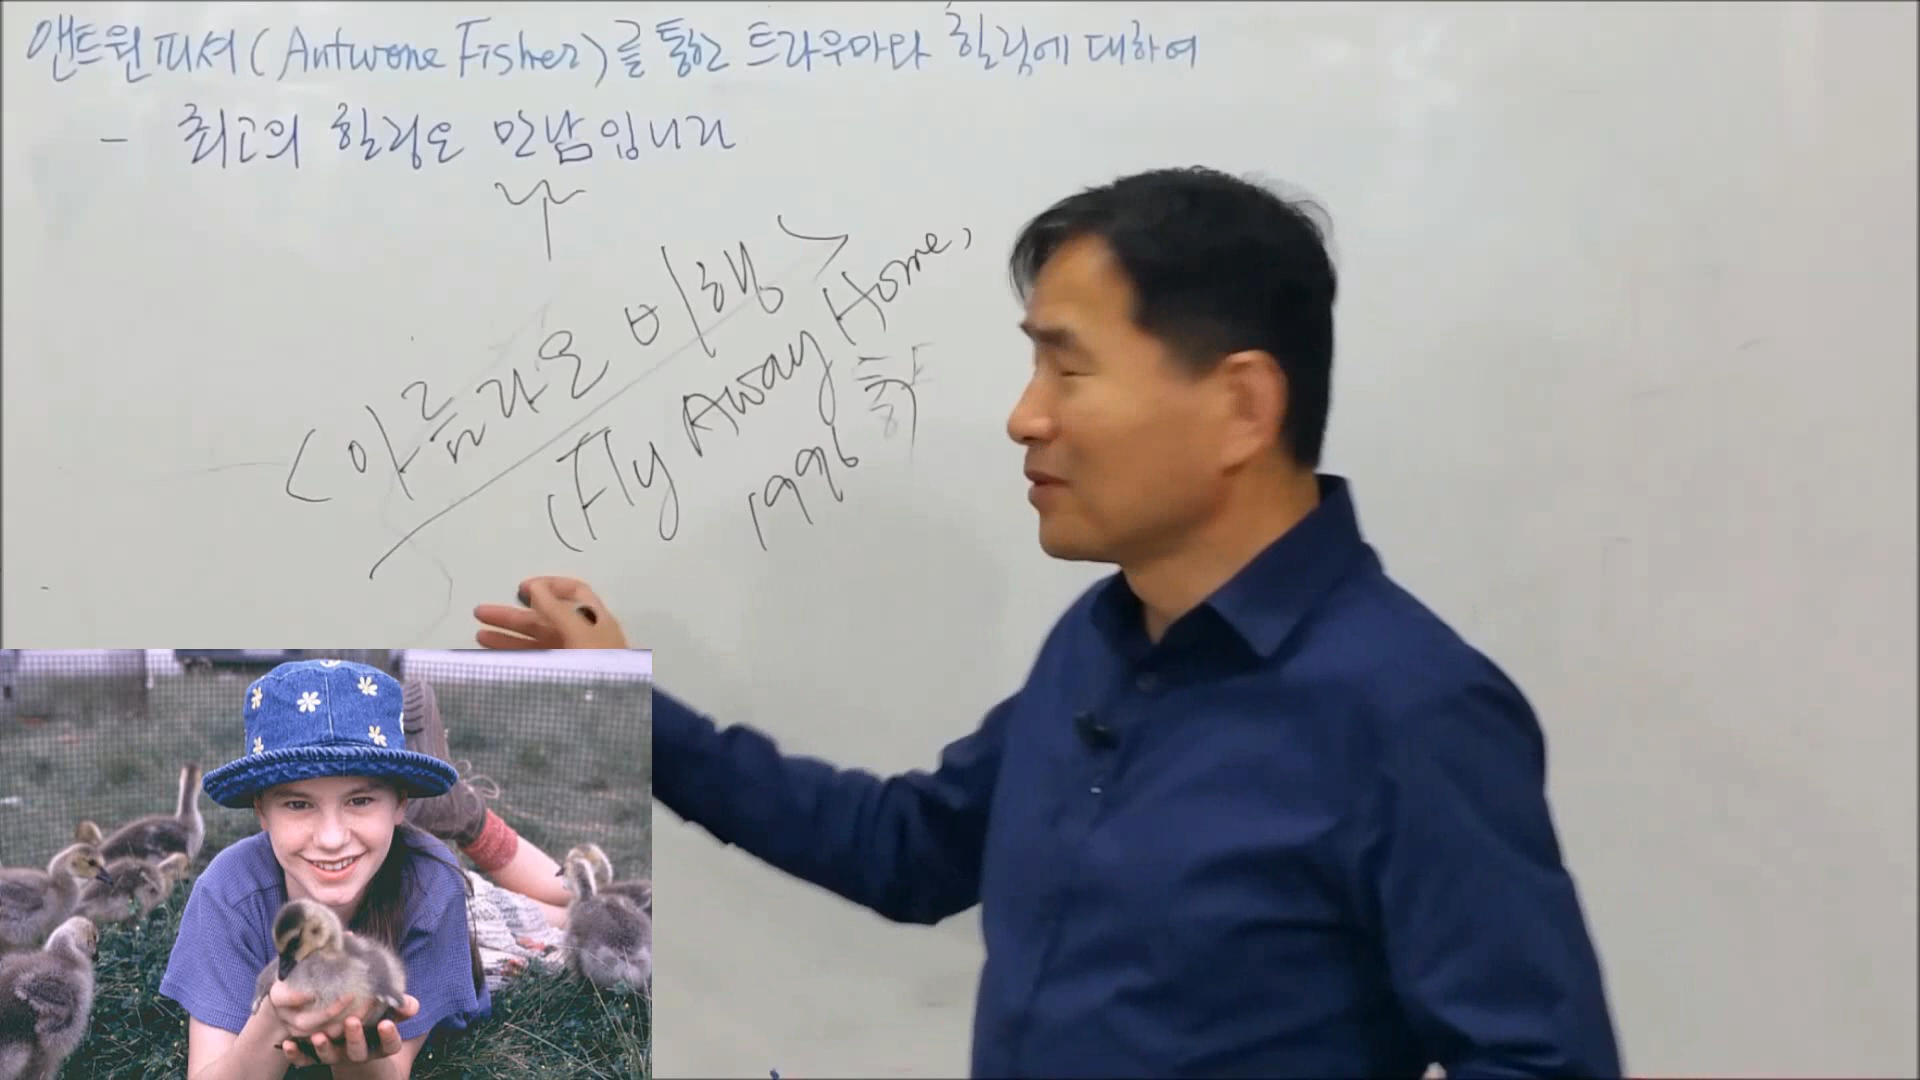 앤트원 피셔(Antwone Fisher)를 통한 트라우마와 힐링에 대하여
- 최고의 힐링은 만남입니다
<아름다운 비행>
(Fly Away Home,
1996